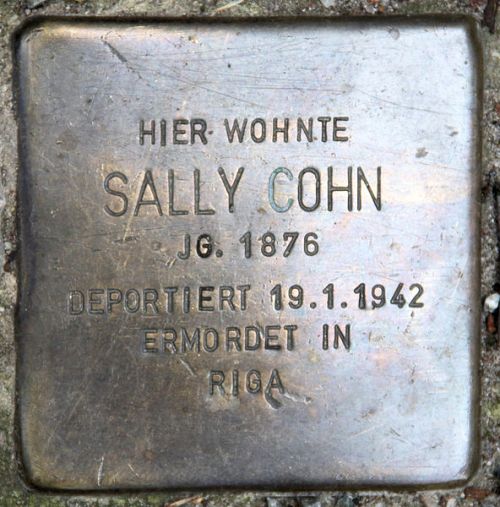 HIER WOHNTE
SALLY COHN
JG. 1876
DEPORTIERT 19.1.1942
ERMORDET IN
RIGA